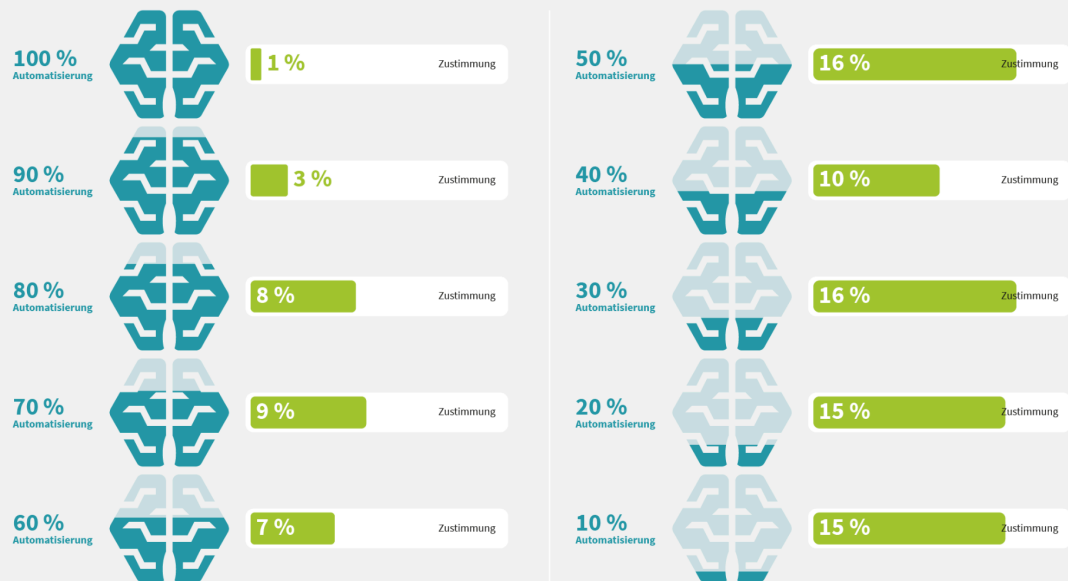 100 %
Automatisierung
1 %
Zustimmung
90 %
Automatisierung
3 %
Zustimmung
80 %
Automatisierung
8 %
Zustimmung
70 %
Automatisierung
9 %
Zustimmung
60 %
Automatisierung
7 %
Zustimmung
50 %
Automatisierung
16 %
Zustimmung
40 %
Automatisierung
10 %
Zustimmung
30 %
Automatisierung
16 %
Zustimmung
20 %
Automatisierung
15 %
Zustimmung
10 %
Automatisierung
15 %
Zustimmung